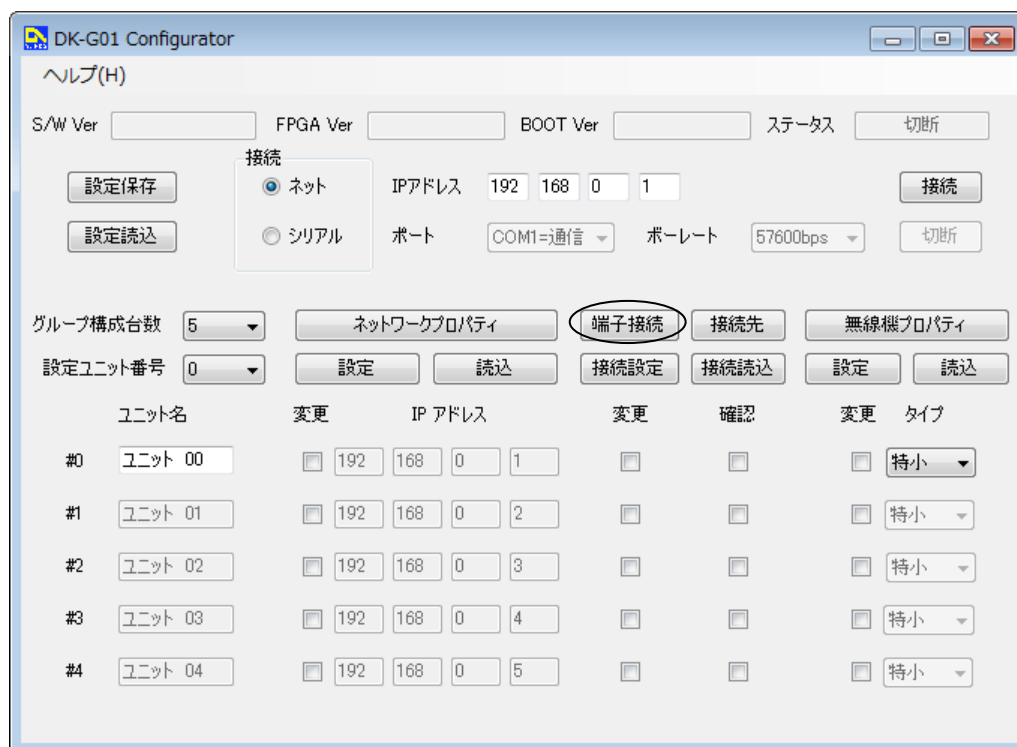 DK-G01 Configurator
ヘルプ(H)
S/W Ver FPGA Ver BOOT Ver ステータス 切断
接続
設定保存 ネット IPアドレス 192 168 0 1 接続
設定読込 シリアル ポート COM1=通信 ボーレート 57600bps 切断
グループ構成台数 5 ネットワークプロパティ 端子接続 接続先 無線機プロパティ
設定ユニット番号 0 設定 読込 接続設定 接続読込 設定 読込
ユニット名 変更 IP アドレス 変更 確認 変更 タイプ
#0 ユニット 00 192 168 0 1 特小
#1 ユニット 01 192 168 0 2 特小
#2 ユニット 02 192 168 0 3 特小
#3 ユニット 03 192 168 0 4 特小
#4 ユニット 04 192 168 0 5 特小